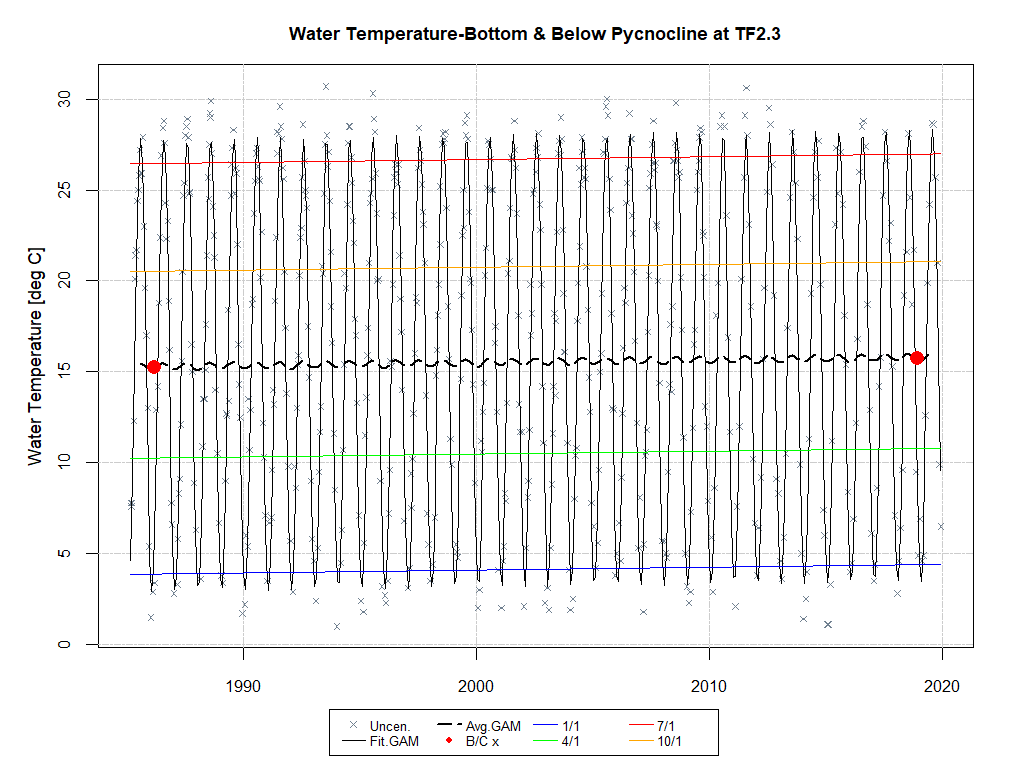 Water Temperature-Bottom & Below Pycnocline at TF2.3
Water Temperature [deg C]
30
25
20
15
10
5
0
1990 2000 2010 2020
Uncen. Avg.GAM 1/1 7/1
Fit.GAM B/C x 4/1 10/1